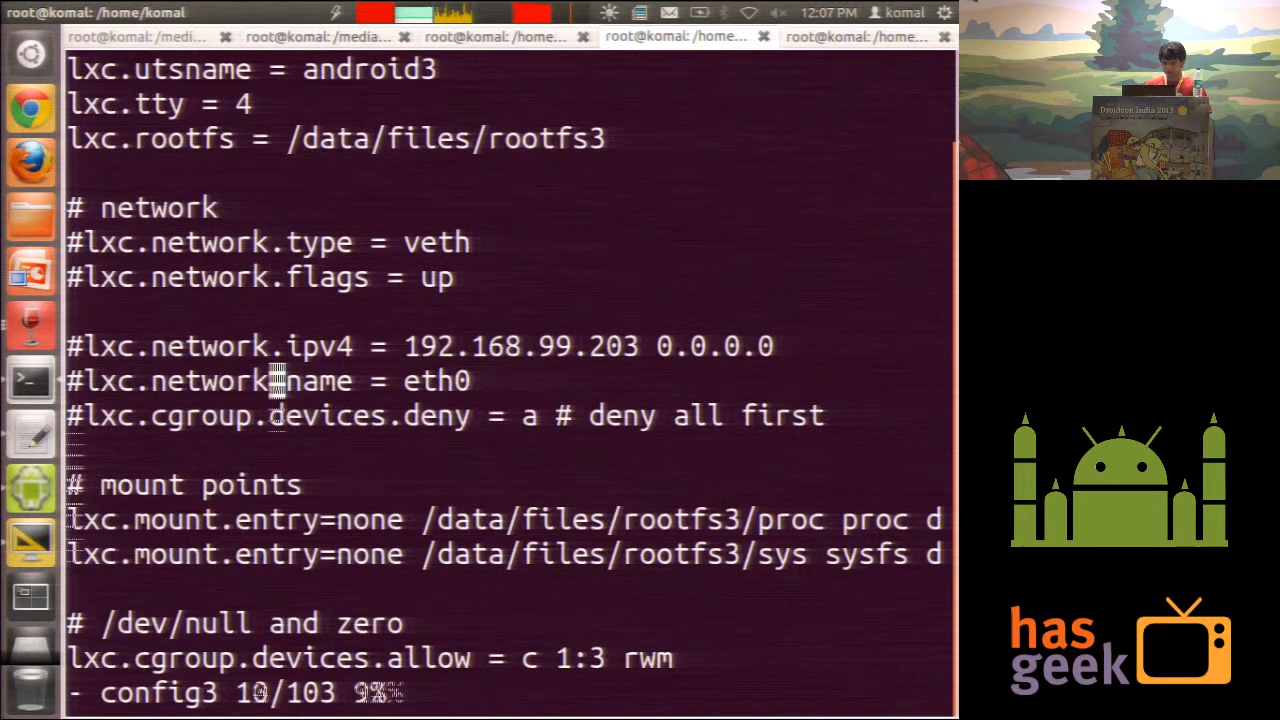 root@komal: /home/komal
12:07 PM
komal
root@komal: /medi...
root@komal: /media...
root@komal: /home...
root@komal: /home...
root@komal: /home...
lxc.utsname = android3
lxc.tty = 4
lxc.rootfs = /data/files/rootfs3
# network
#lxc.network.type = veth
#lxc.network.flags = up
#lxc.network.ipv4 = 192.168.99.203 0.0.0.0
#lxc.network.name = eth0
#lxc.cgroup.devices.deny = a # deny all first
# mount points
lxc.mount.entry=none /data/files/rootfs3/proc proc d
lxc.mount.entry=none /data/files/rootfs3/sys sysfs d
# /dev/null and zero
lxc.cgroup.devices.allow = c 1:3 rwm
- config3
Droidcon India 2013
has
geek